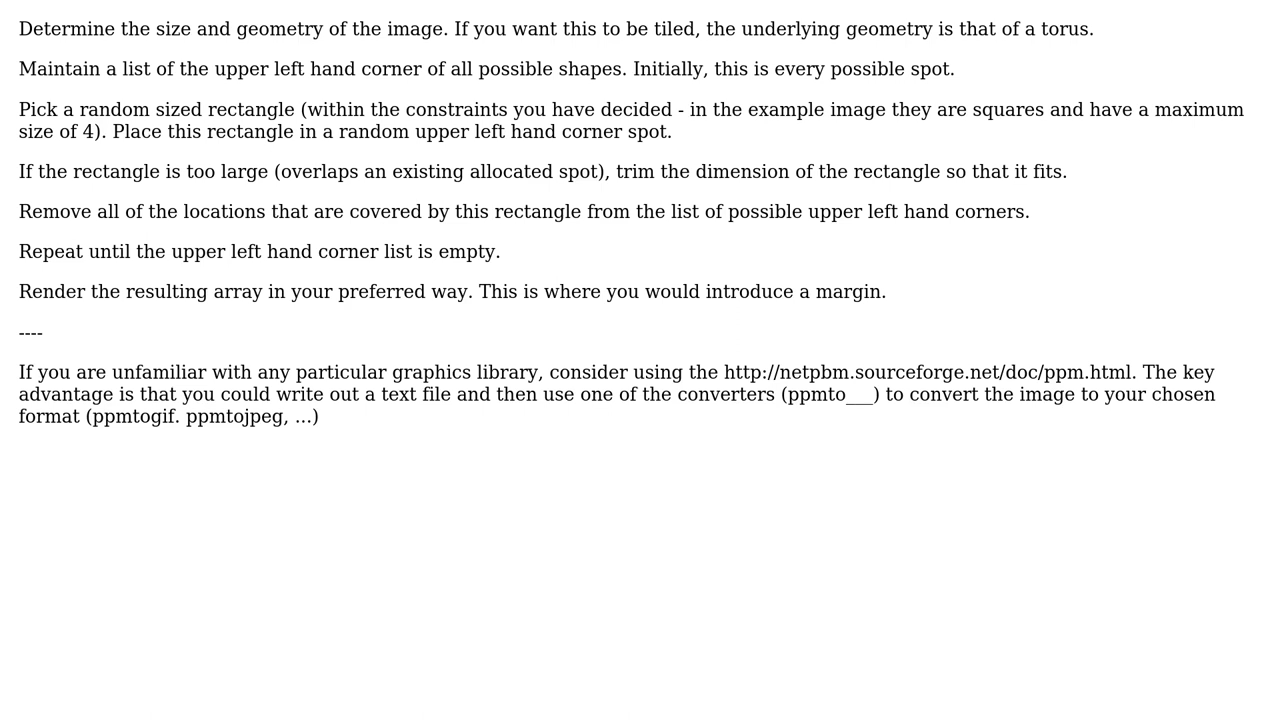 Determine the size and geometry of the image. If you want this to be tiled, the underlying geometry is that of a torus.
Maintain a list of the upper left hand corner of all possible shapes. Initially, this is every possible spot.
Pick a random sized rectangle (within the constraints you have decided - in the example image they are squares and have a maximum
size of 4). Place this rectangle in a random upper left hand corner spot.
If the rectangle is too large (overlaps an existing allocated spot), trim the dimension of the rectangle so that it fits.
Remove all of the locations that are covered by this rectangle from the list of possible upper left hand corners.
Repeat until the upper left hand corner list is empty.
Render the resulting array in your preferred way. This is where you would introduce a margin.
----
If you are unfamiliar with any particular graphics library, consider using the http://netpbm.sourceforge.net/doc/ppm.html. The key
advantage is that you could write out a text file and then use one of the converters (ppmto___) to convert the image to your chosen
format (ppmtogif. ppmtojpeg, ...)